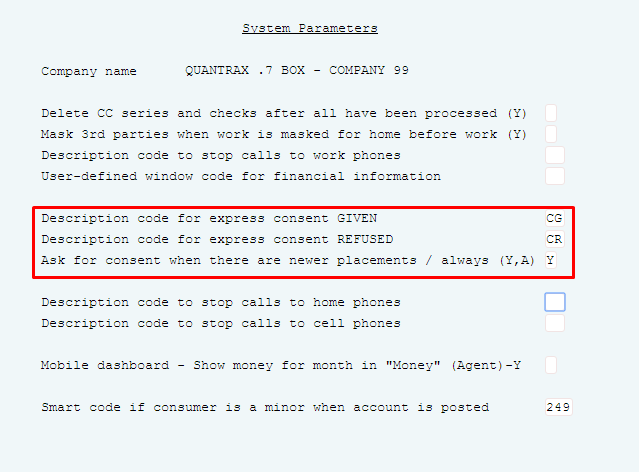 System Parameters
Company name QUANTRAX .7 BOX - COMPANY 99
Delete CC series and checks after all have been processed (Y)
Mask 3rd parties when work is masked for home before work (Y)
Description code to stop calls to work phones
User-defined window code for financial information
Description code for express consent GIVEN CG
Description code for express consent REFUSED CR
Ask for consent when there are newer placements / always (Y,A) Y
Description code to stop calls to home phones
Description code to stop calls to cell phones
Mobile dashboard - Show money for month in "Money" (Agent)-Y
Smart code if consumer is a minor when account is posted 249